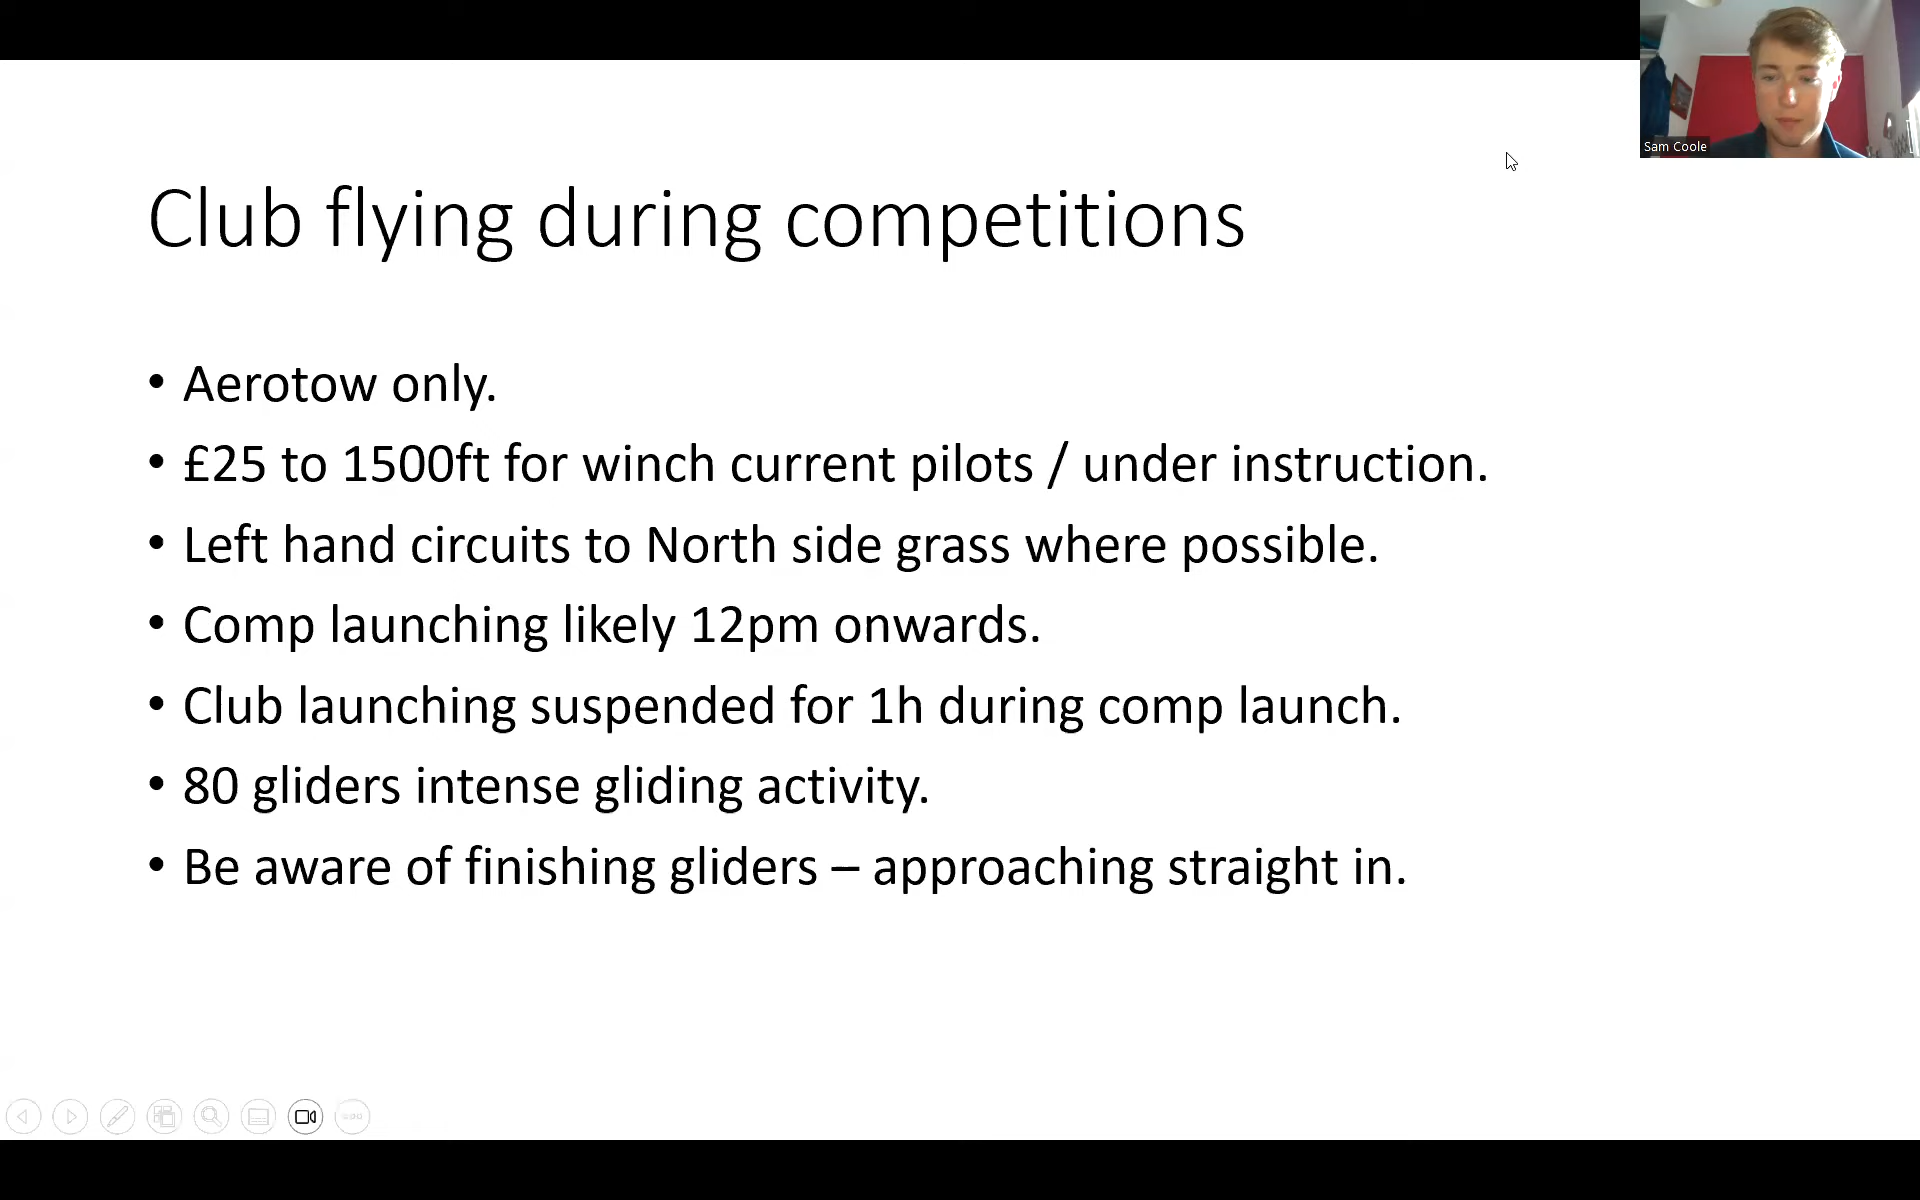 Sam Coole
Club flying during competitions
• Aerotow only.
• £25 to 1500ft for winch current pilots / under instruction.
• Left hand circuits to North side grass where possible.
• Comp launching likely 12pm onwards.
• Club launching suspended for 1h during comp launch.
• 80 gliders intense gliding activity.
• Be aware of finishing gliders – approaching straight in.